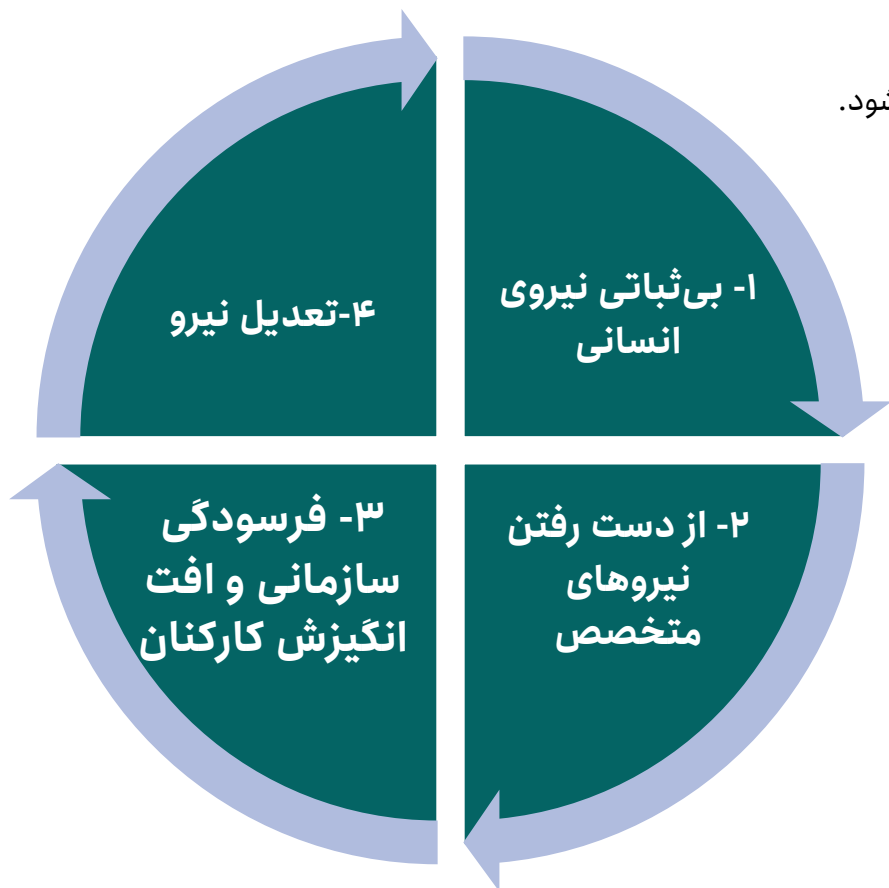 ۱- بی‌ثباتی نیروی
انسانی
۲- از دست رفتن
نیروهای
متخصص
۳- فرسودگی
سازمانی و افت
انگیزش کارکنان
۴-تعدیل نیرو